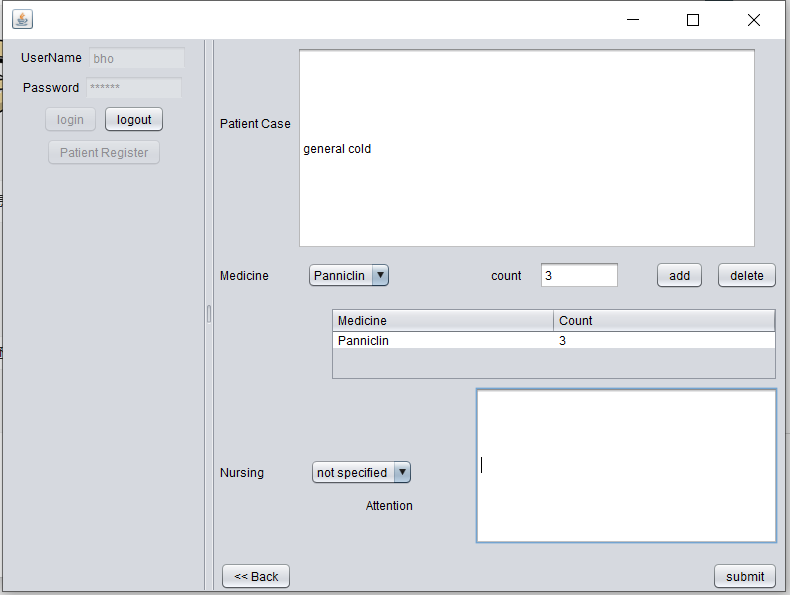 UserName bho
Password ******
login logout
Patient Register
Patient Case
general cold
Medicine Panniclin count 3 add delete
Medicine Count
Panniclin 3
Nursing not specified
Attention
<< Back submit